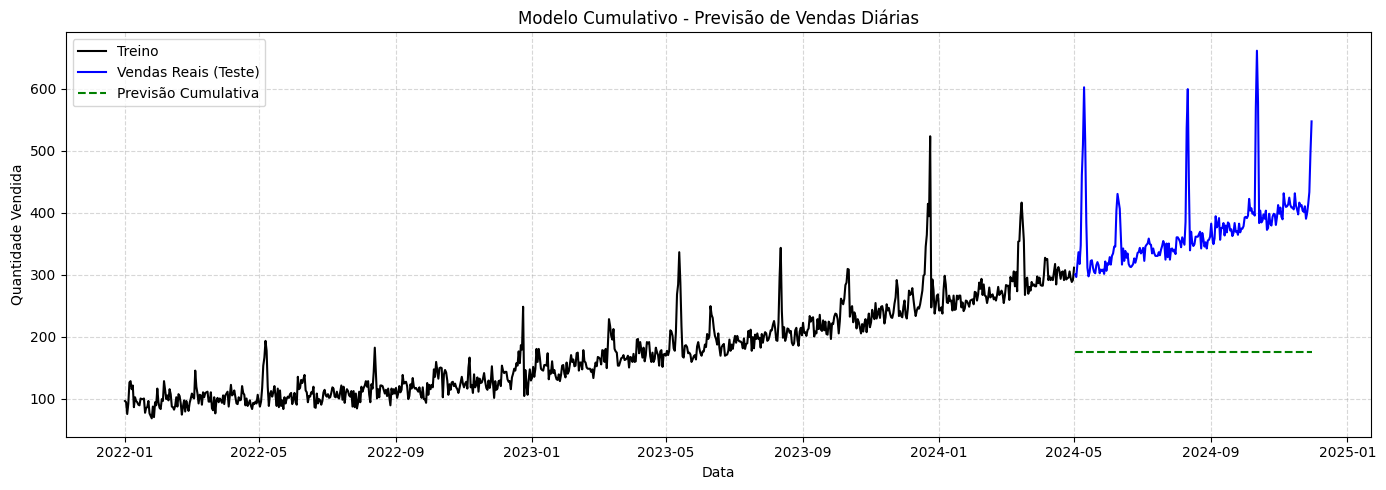 Modelo Cumulativo - Previsão de Vendas Diárias
Treino
Vendas Reais (Teste)
Previsão Cumulativa
Quantidade Vendida
600
500
400
300
200
100
2022-01 2022-05 2022-09 2023-01 2023-05 2023-09 2024-01 2024-05 2024-09 2025-01
Data